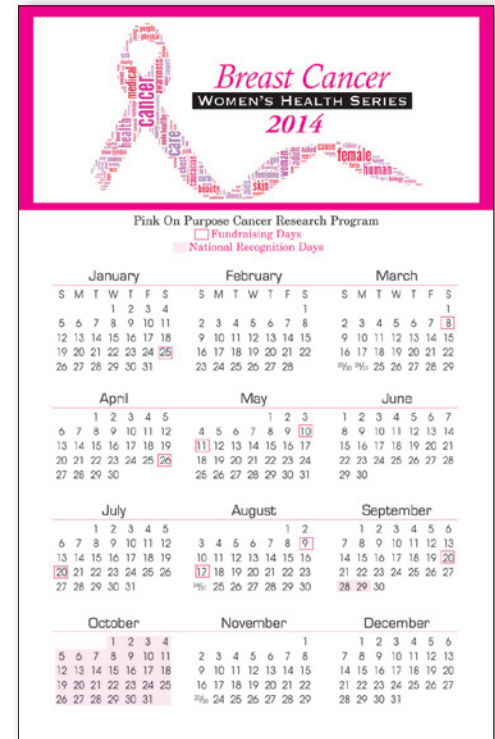 people
physical
medical
awareness
health
cancer
care
chest
caucasian
beauty
skin
feminine
woman
adult
naked
cause
female
human
Breast Cancer
WOMEN'S HEALTH SERIES
2014
Pink On Purpose Cancer Research Program
Fundraising Days
National Recognition Days
January February March
S M T W T F S S M T W T F S S M T W T F S
1 2 3 4 1 1
5 6 7 8 9 10 11 2 3 4 5 6 7 8 2 3 4 5 6 7 8
12 13 14 15 16 17 18 9 10 11 12 13 14 15 9 10 11 12 13 14 15
19 20 21 22 23 24 25 16 17 18 19 20 21 22 16 17 18 19 20 21 22
26 27 28 29 30 31 23 24 25 26 27 28 23/30 24/31 25 26 27 28 29
April May June
1 2 3 4 5 1 2 3 1 2 3 4 5 6 7
6 7 8 9 10 11 12 4 5 6 7 8 9 10 8 9 10 11 12 13 14
13 14 15 16 17 18 19 11 12 13 14 15 16 17 15 16 17 18 19 20 21
20 21 22 23 24 25 26 18 19 20 21 22 23 24 22 23 24 25 26 27 28
27 28 29 30 25 26 27 28 29 30 31 29 30
July August September
1 2 3 4 5 1 2 1 2 3 4 5 6
6 7 8 9 10 11 12 3 4 5 6 7 8 9 7 8 9 10 11 12 13
13 14 15 16 17 18 19 10 11 12 13 14 15 16 14 15 16 17 18 19 20
20 21 22 23 24 25 26 17 18 19 20 21 22 23 21 22 23 24 25 26 27
27 28 29 30 31 24/31 25 26 27 28 29 30 28 29 30
October November December
1 2 3 4 1 1 2 3 4 5 6
5 6 7 8 9 10 11 2 3 4 5 6 7 8 7 8 9 10 11 12 13
12 13 14 15 16 17 18 9 10 11 12 13 14 15 14 15 16 17 18 19 20
19 20 21 22 23 24 25 16 17 18 19 20 21 22 21 22 23 24 25 26 27
26 27 28 29 30 31 23/30 24 25 26 27 28 29 28 29 30 31